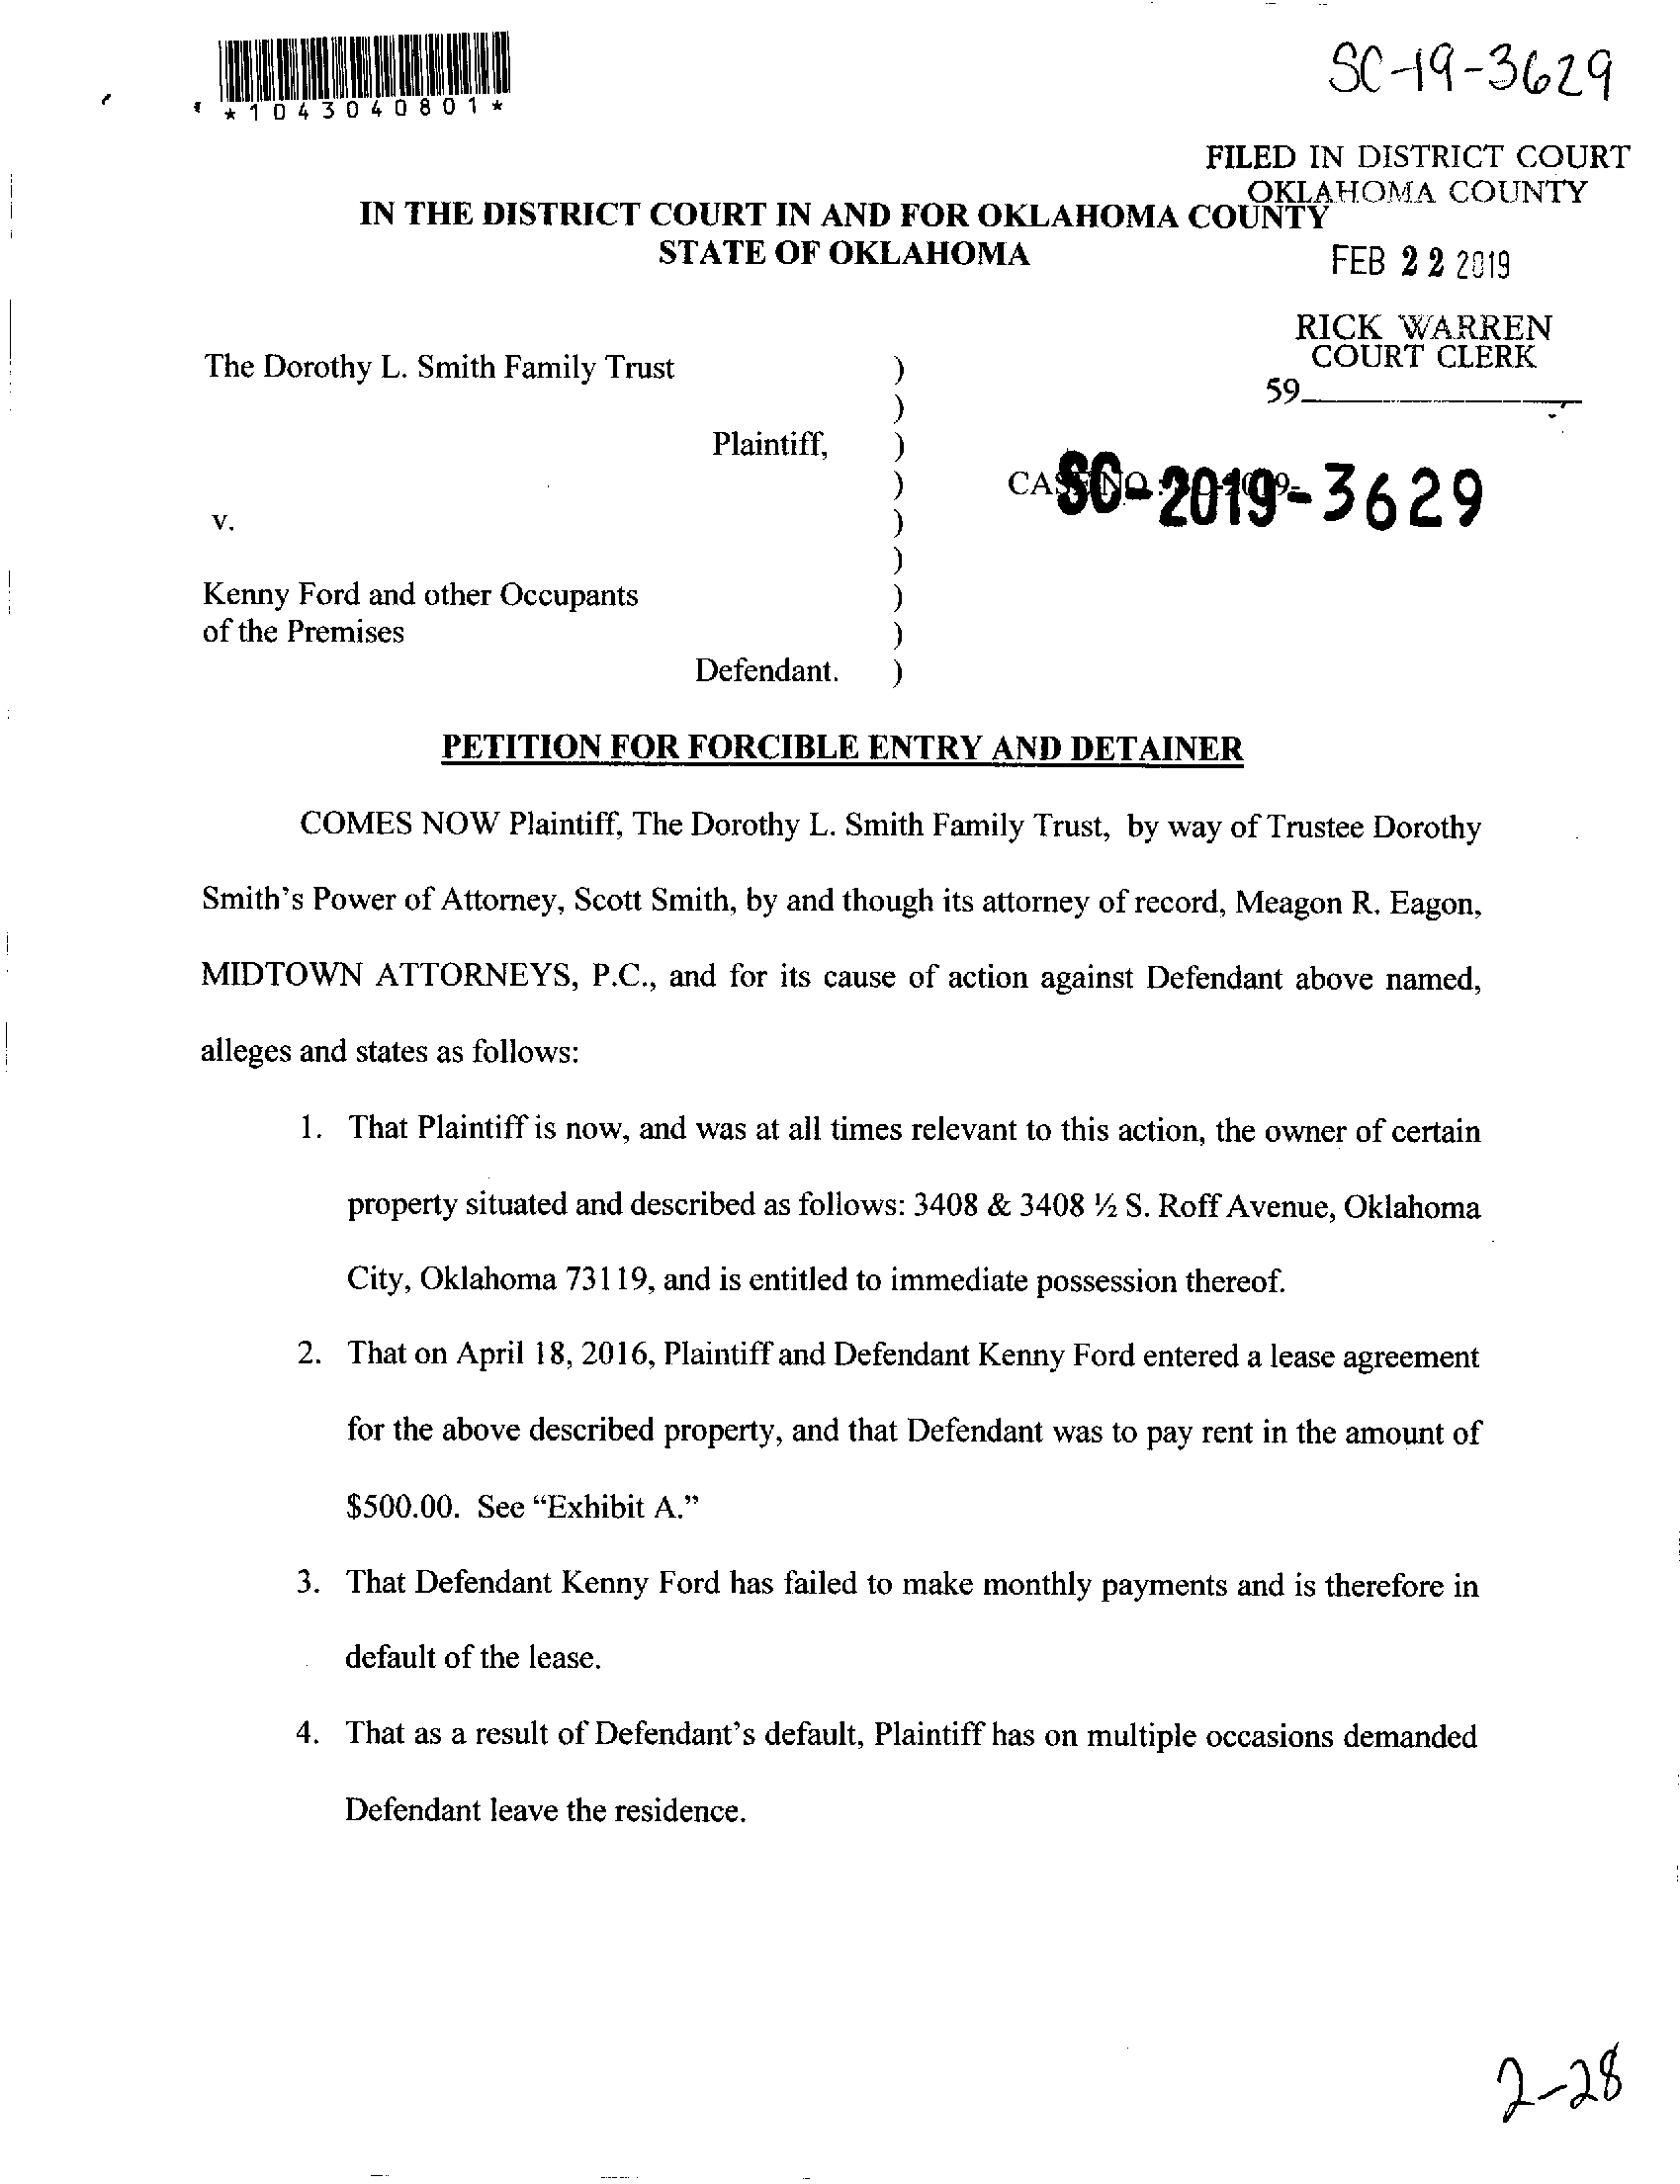 SC-19-3629
*1043040801*
FILED IN DISTRICT COURT
OKLAHOMA COUNTY
IN THE DISTRICT COURT IN AND FOR OKLAHOMA COUNTY
STATE OF OKLAHOMA
FEB 22 2019
RICK WARREN
COURT CLERK
59
The Dorothy L. Smith Family Trust )
)
Plaintiff, )
)
SC-2019-3629
v. )
)
Kenny Ford and other Occupants )
of the Premises )
Defendant. )
PETITION FOR FORCIBLE ENTRY AND DETAINER
COMES NOW Plaintiff, The Dorothy L. Smith Family Trust, by way of Trustee Dorothy
Smith's Power of Attorney, Scott Smith, by and though its attorney of record, Meagon R. Eagon,
MIDTOWN ATTORNEYS, P.C., and for its cause of action against Defendant above named,
alleges and states as follows:
1. That Plaintiff is now, and was at all times relevant to this action, the owner of certain
property situated and described as follows: 3408 & 3408 ½ S. Roff Avenue, Oklahoma
City, Oklahoma 73119, and is entitled to immediate possession thereof.
2. That on April 18, 2016, Plaintiff and Defendant Kenny Ford entered a lease agreement
for the above described property, and that Defendant was to pay rent in the amount of
$500.00. See “Exhibit A.”
3. That Defendant Kenny Ford has failed to make monthly payments and is therefore in
default of the lease.
4. That as a result of Defendant's default, Plaintiff has on multiple occasions demanded
Defendant leave the residence.
2-28